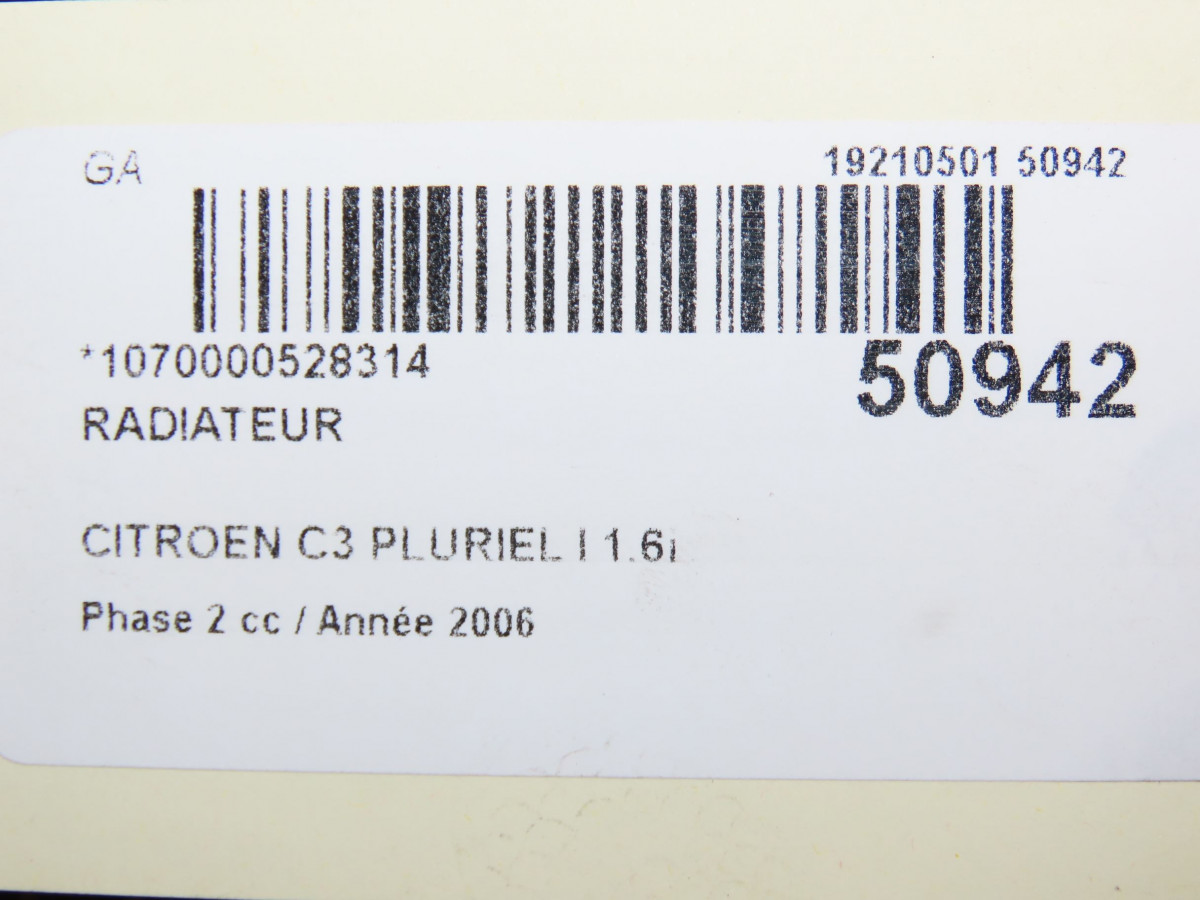 GA
19210501 50942
*1070000528314
50942
RADIATEUR
CITROEN C3 PLURIEL I 1.6i
Phase 2 cc / Année 2006